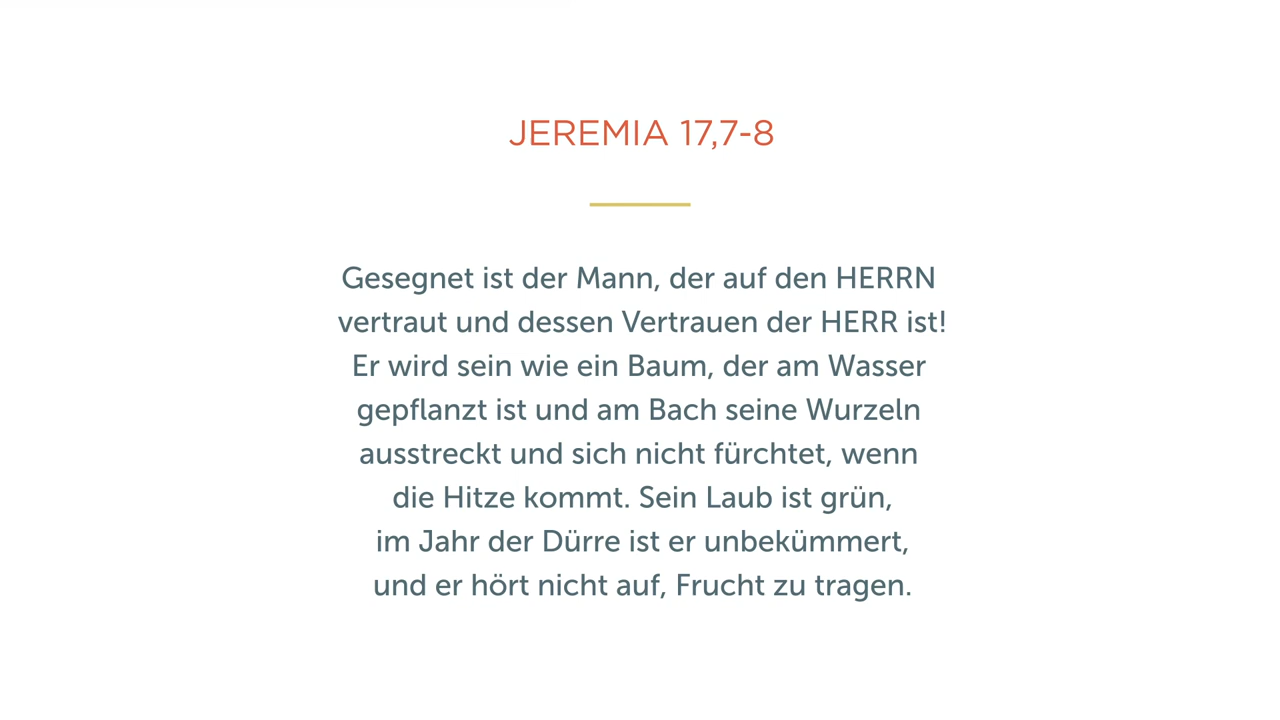 JEREMIA 17,7-8
Gesegnet ist der Mann, der auf den HERRN
vertraut und dessen Vertrauen der HERR ist!
Er wird sein wie ein Baum, der am Wasser
gepflanzt ist und am Bach seine Wurzeln
ausstreckt und sich nicht fürchtet, wenn
die Hitze kommt. Sein Laub ist grün,
im Jahr der Dürre ist er unbekümmert,
und er hört nicht auf, Frucht zu tragen.